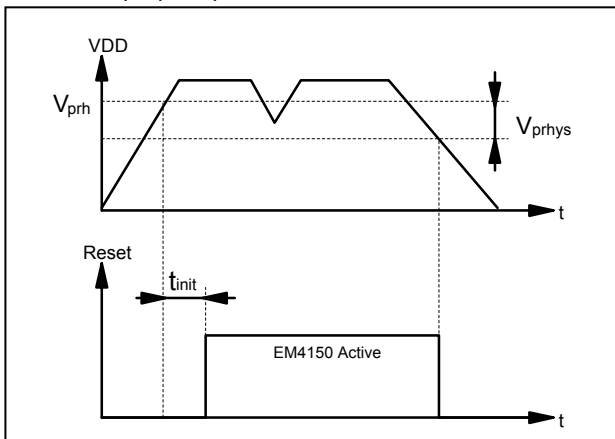 VDD
Vprh
Vprhys
t
Reset
tinit
EM4150 Active
t